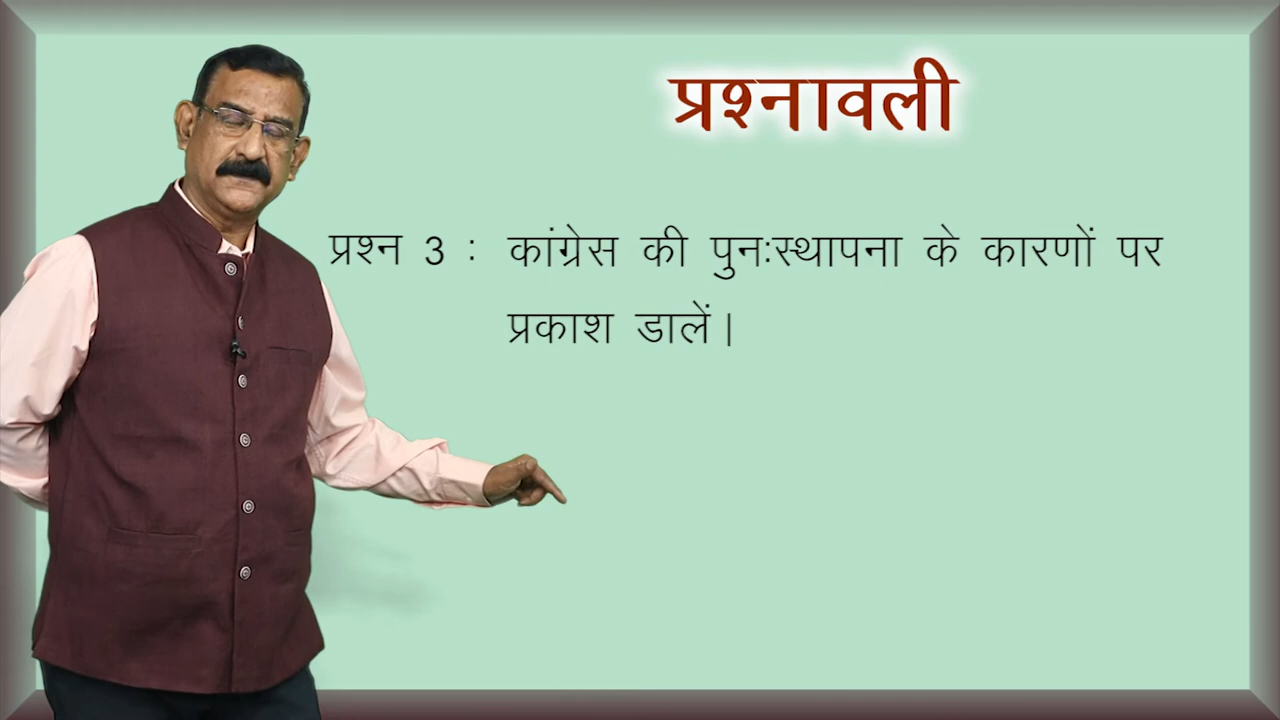 प्रश्नावली
प्रश्न 3 : कांग्रेस की पुनःस्थापना के कारणों पर
प्रकाश डालें।